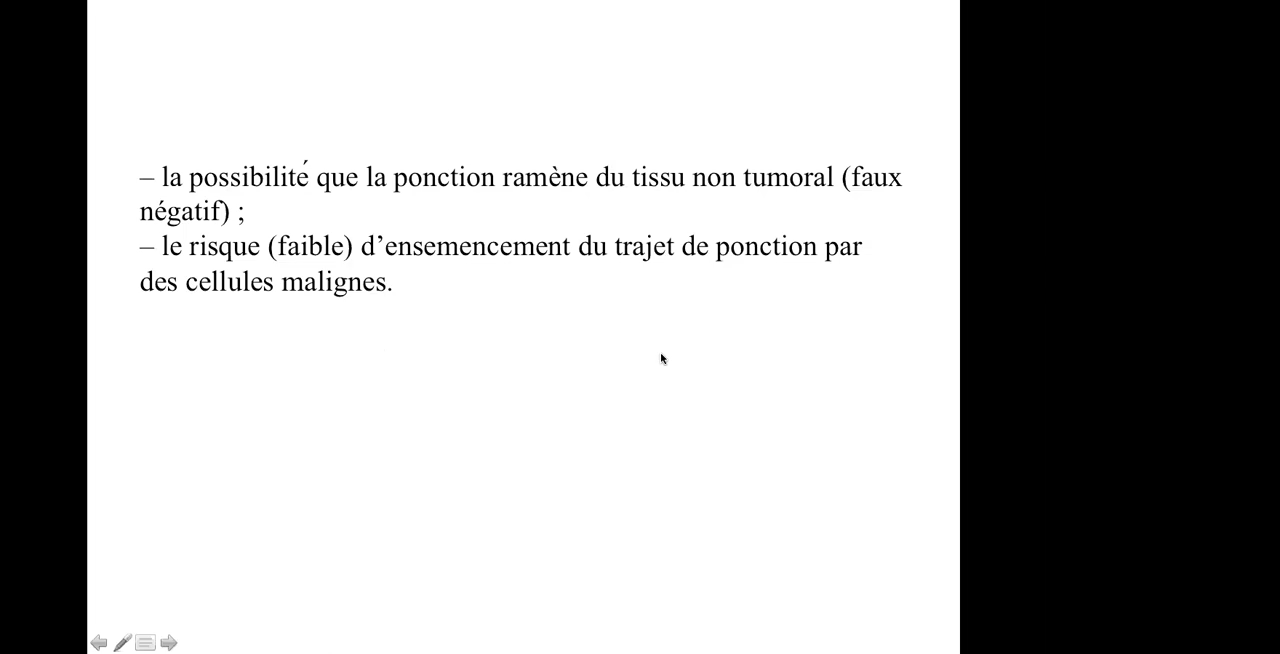 – la possibilité que la ponction ramène du tissu non tumoral (faux
négatif) ;
– le risque (faible) d’ensemencement du trajet de ponction par
des cellules malignes.